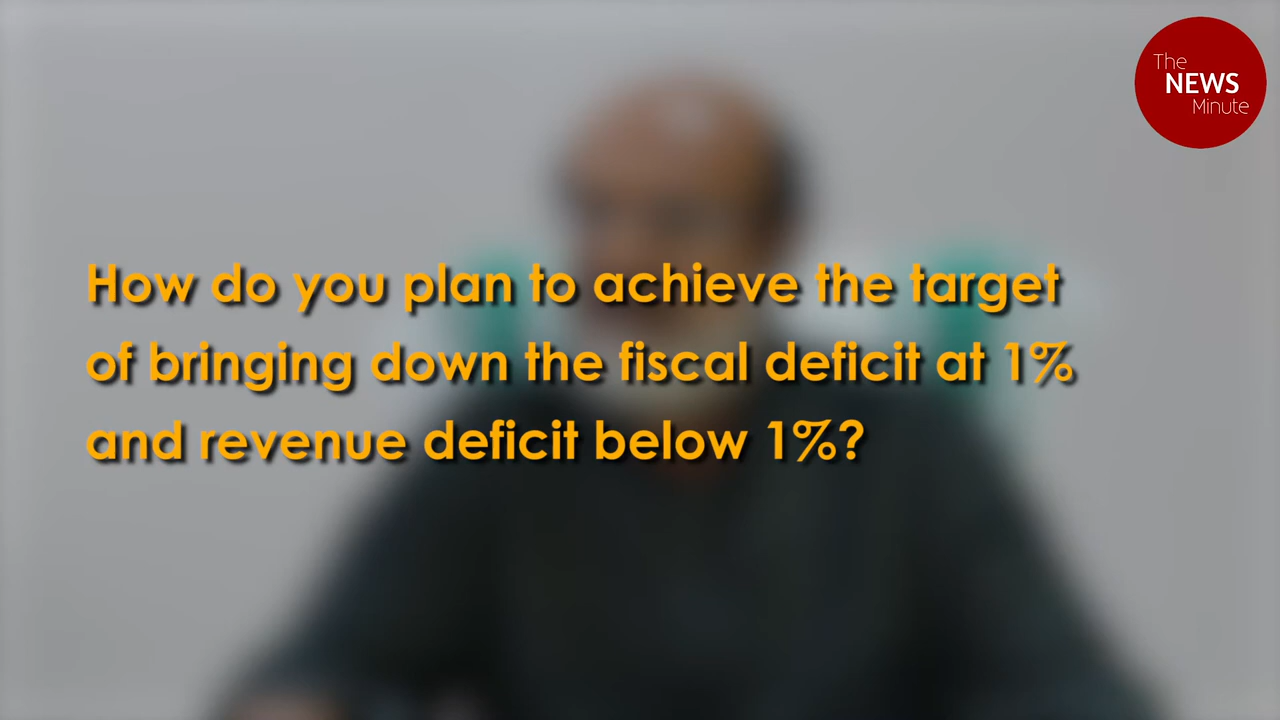 The
NEWS
Minute
How do you plan to achieve the target
of bringing down the fiscal deficit at 1%
and revenue deficit below 1%?